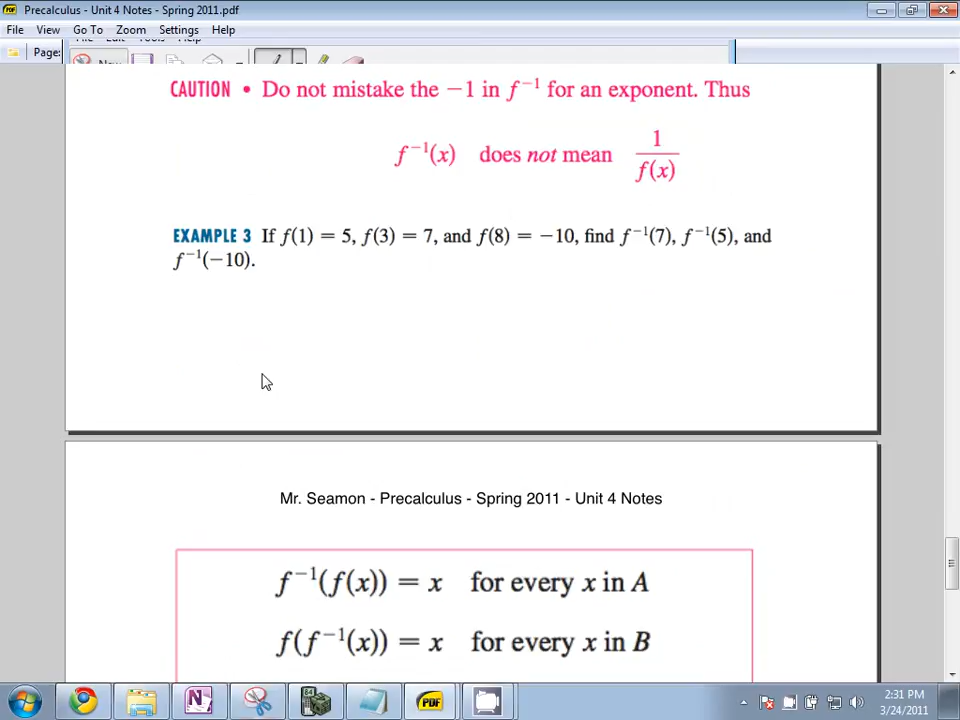 Precalculus - Unit 4 Notes - Spring 2011.pdf
File View Go To Zoom Settings Help
Page:
CAUTION • Do not mistake the −1 in f⁻¹ for an exponent. Thus
f⁻¹(x) does not mean 1/f(x)
EXAMPLE 3 If f(1) = 5, f(3) = 7, and f(8) = −10, find f⁻¹(7), f⁻¹(5), and
f⁻¹(−10).
Mr. Seamon - Precalculus - Spring 2011 - Unit 4 Notes
f⁻¹(f(x)) = x for every x in A
f(f⁻¹(x)) = x for every x in B
PDF
2:31 PM
3/24/2011